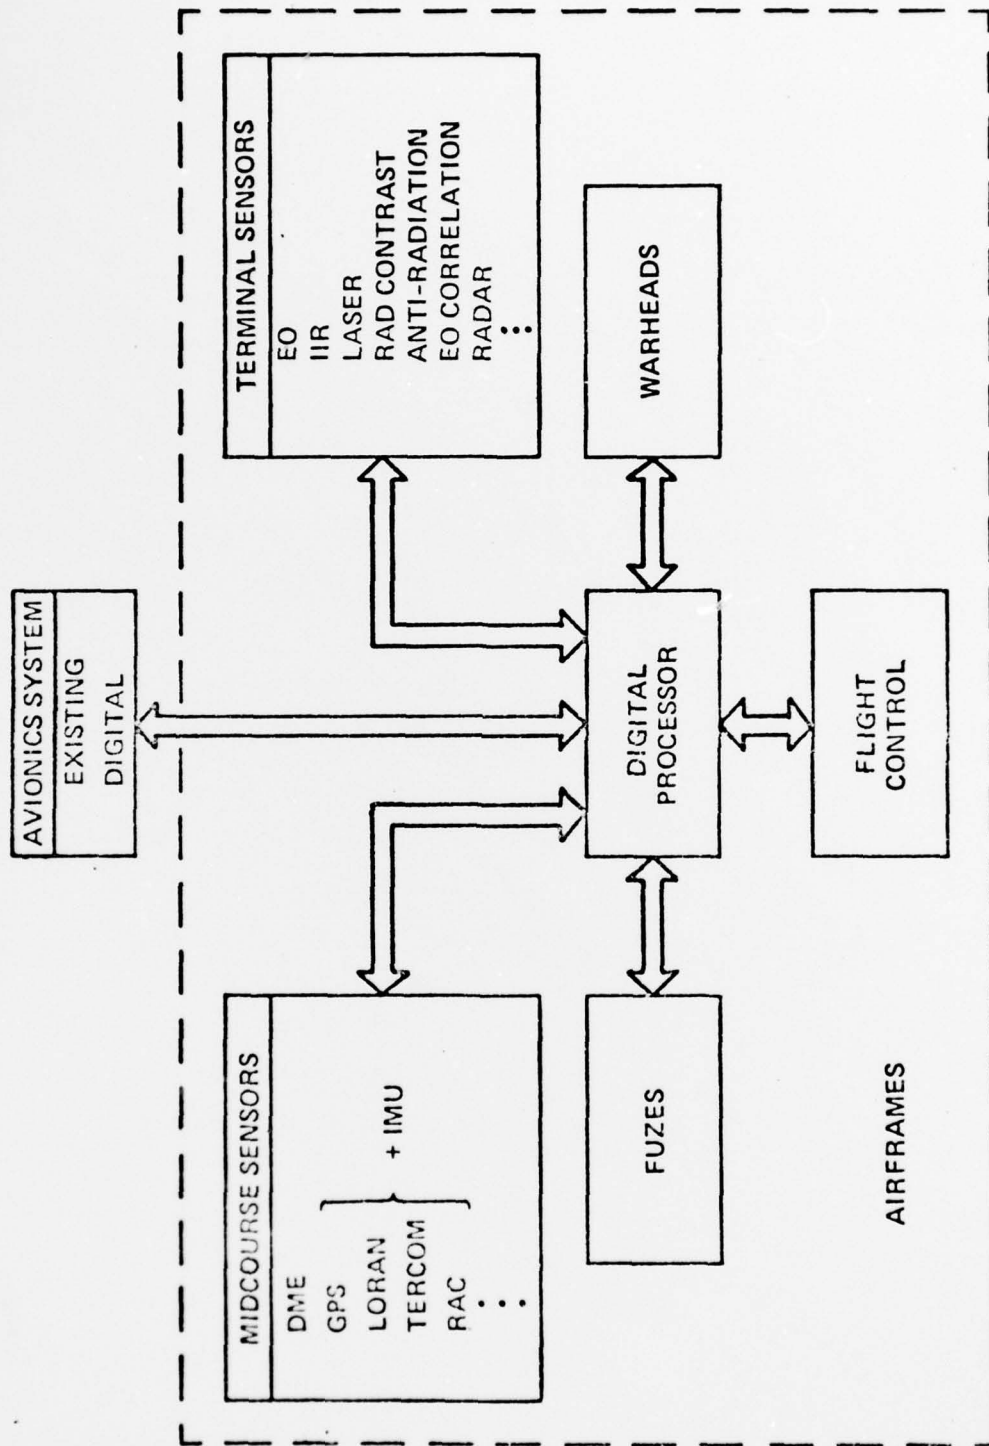 AVIONICS SYSTEM
EXISTING
DIGITAL
MIDCOURSE SENSORS
DME
GPS
LORAN
TERCOM
RAC
+ IMU
⋮
TERMINAL SENSORS
EO
IIR
LASER
RAD CONTRAST
ANTI-RADIATION
EO CORRELATION
RADAR
⋮
FUZES
DIGITAL
PROCESSOR
WARHEADS
FLIGHT
CONTROL
AIRFRAMES